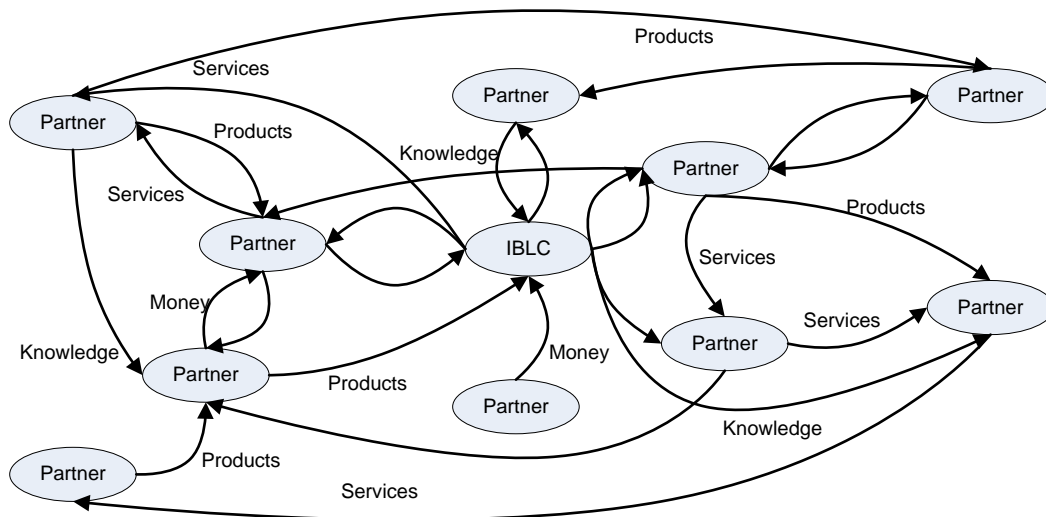 Products
Services
Partner
Partner
Partner
Products
Knowledge
Partner
Services
Products
Partner
IBLC
Services
Money
Partner
Services
Knowledge
Partner
Money
Partner
Products
Partner
Knowledge
Partner
Products
Services